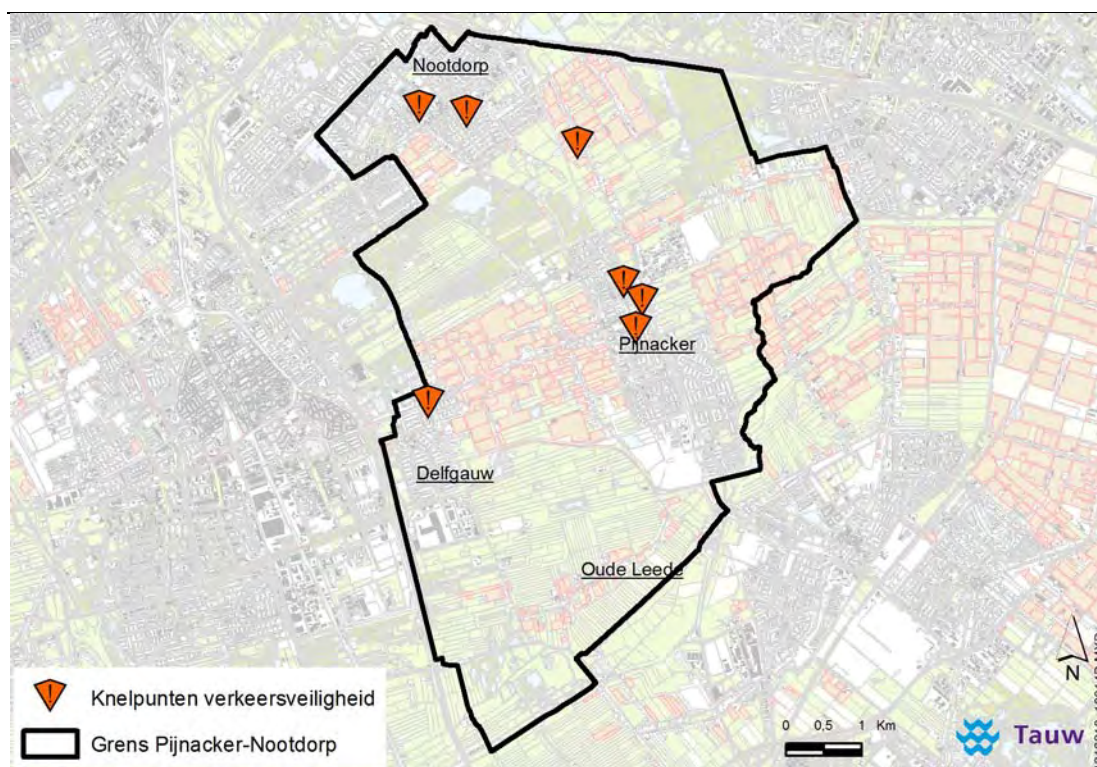 Nootdorp
Pijnacker
Delfgauw
Oude Leede
Knelpunten verkeersveiligheid
Grens Pijnacker-Nootdorp
0 0,5 1 Km
N
Tauw